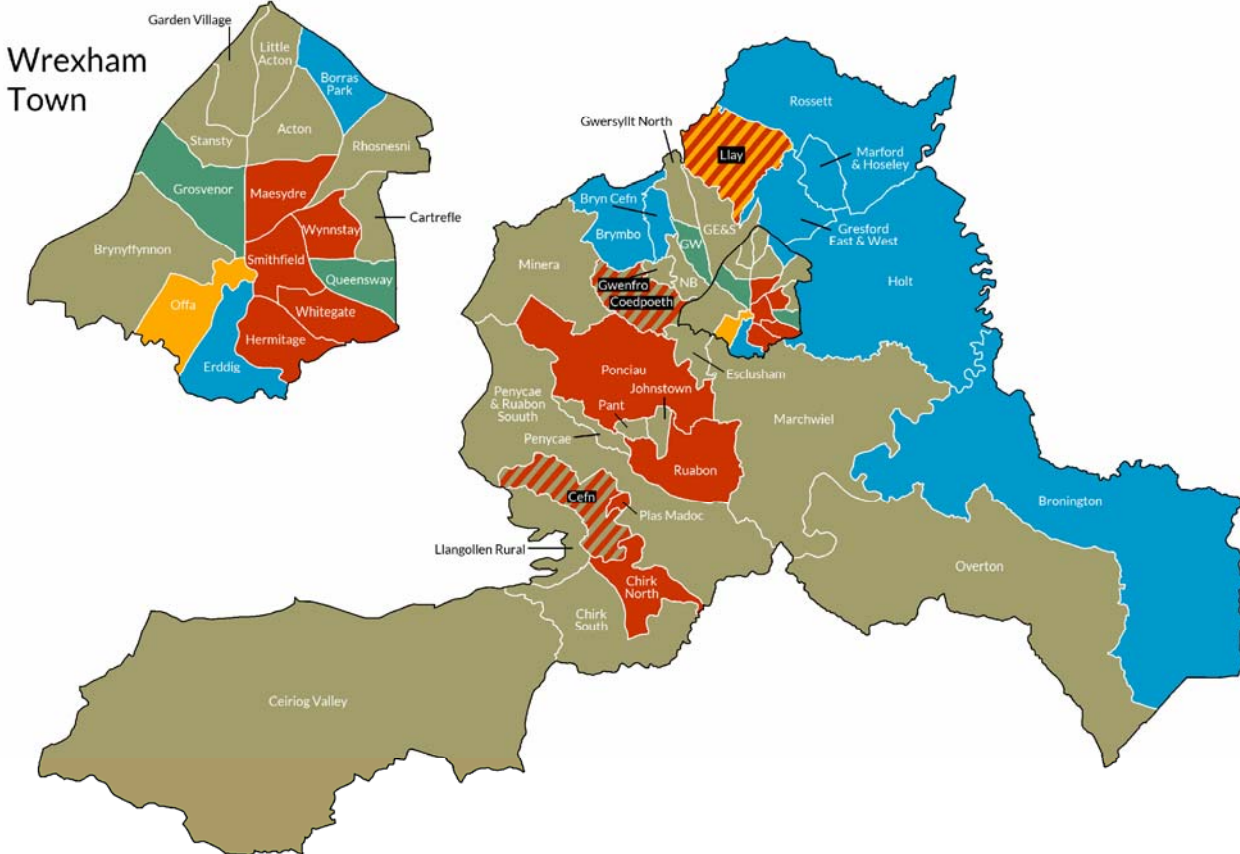 Wrexham
Town
Garden Village
Little
Acton
Borras
Park
Stansty
Acton
Rhosnesni
Grosvenor
Maesydre
Cartrefle
Wynnstay
Brynyffynnon
Smithfield
Queensway
Offa
Whitegate
Hermitage
Erddig
Rossett
Gwersyllt North
Llay
Marford
& Hoseley
Bryn Cefn
Brymbo
GE&S
GW
Gresford
East & West
Minera
Gwenfro
NB
Holt
Coedpoeth
Ponciau
Esclusham
Johnstown
Penycae
& Ruabon
Souuth
Pant
Marchwiel
Penycae
Ruabon
Cefn
Bronington
Plas Madoc
Llangollen Rural
Overton
Chirk
North
Chirk
South
Ceiriog Valley